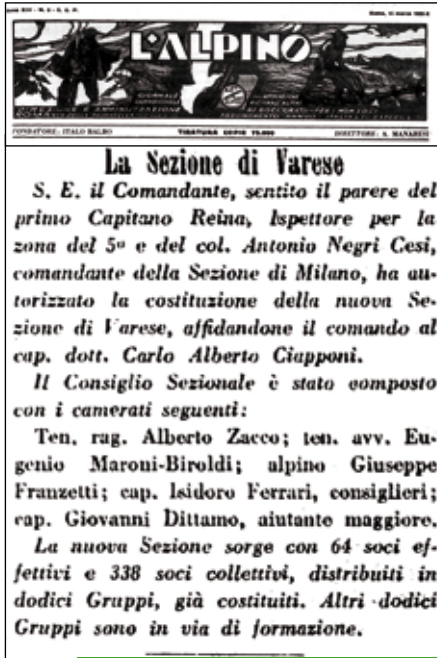 L'ALPINO
FONDATORE: ITALO BALBO TIRATURA COPIE 75.000 DIRETTORE: A. MANARESI
La Sezione di Varese
S. E. il Comandante, sentito il parere del
primo Capitano Reina, Ispettore per la
zona del 5º e del col. Antonio Negri Cesi,
comandante della Sezione di Milano, ha au-
torizzato la costituzione della nuova Se-
zione di Varese, affidandone il comando al
cap. dott. Carlo Alberto Ciapponi.
Il Consiglio Sezionale è stato composto
con i camerati seguenti:
Ten. rag. Alberto Zacco; ten. avv. Eu-
genio Maroni-Biroldi; alpino Giuseppe
Franzetti; cap. Isidoro Ferrari, consiglieri;
cap. Giovanni Dittamo, aiutante maggiore.
La nuova Sezione sorge con 64 soci ef-
fettivi e 338 soci collettivi, distribuiti in
dodici Gruppi, già costituiti. Altri dodici
Gruppi sono in via di formazione.